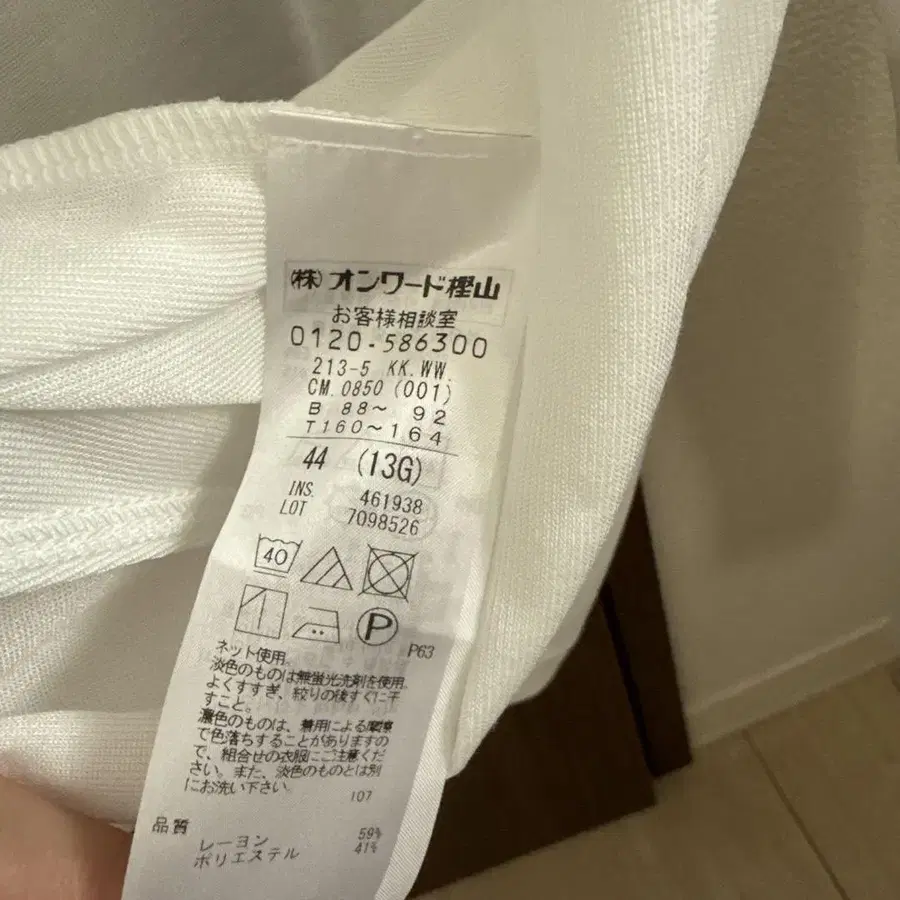 (株)オンワード樫山
お客様相談室
0120-586300
213-5 KK.WW.
CM.0850 (001)
B 88～ 92
T160～164
44 (13G)
INS. 461938
LOT 7098526
40
P
P63
ネット使用。
淡色のものは無蛍光洗剤を使用。
よくすすぎ、絞りの後すぐに干
すこと。
濃色のものは、着用による摩擦
で色落ちすることがありますの
で、組合せの衣服にご注意くだ
さい。また、淡色のものとは別
にお洗い下さい。
107
品質
レーヨン 59%
ポリエステル 41%